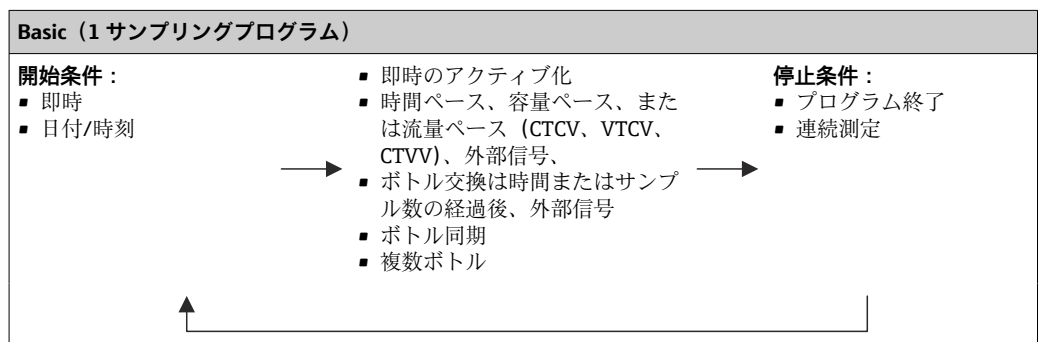 Basic（1 サンプリングプログラム）
開始条件：
▪ 即時
▪ 日付/時刻
▪ 即時のアクティブ化
▪ 時間ペース、容量ペース、また
は流量ペース（CTCV、VTCV、
CTVV）、外部信号、
▪ ボトル交換は時間またはサンプ
ル数の経過後、外部信号
▪ ボトル同期
▪ 複数ボトル
停止条件：
▪ プログラム終了
▪ 連続測定